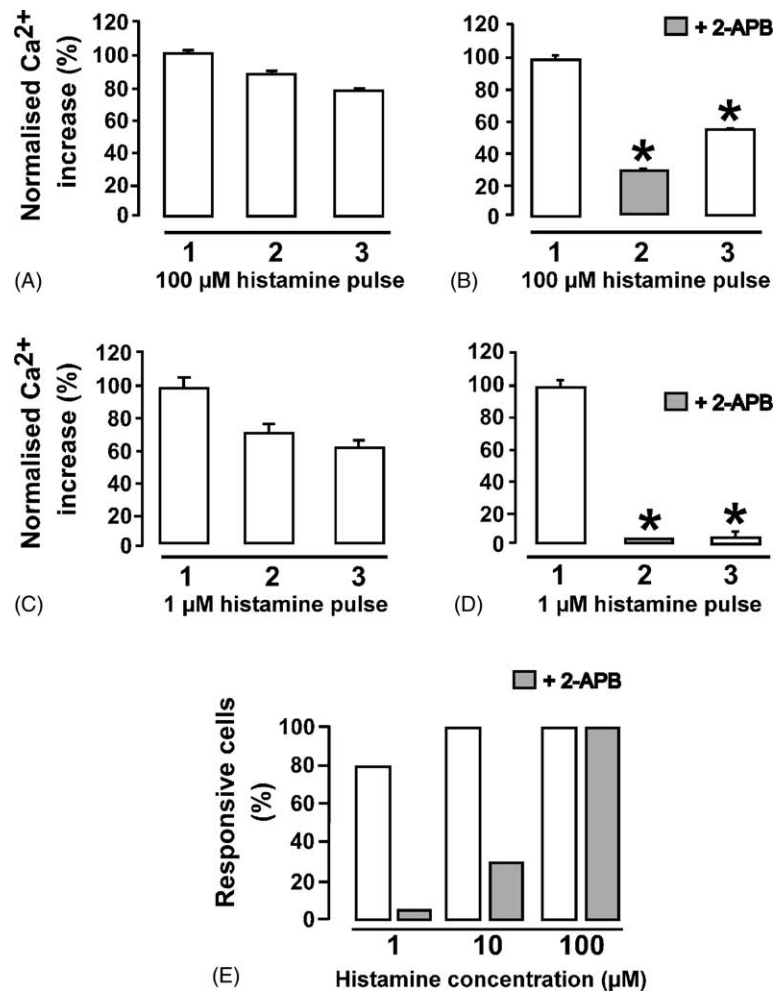 Normalised Ca2+
increase (%)
120
100
80
60
40
20
0
1 2 3
(A) 100 µM histamine pulse
120
100
80
60
40
20
0
+ 2-APB
* *
1 2 3
(B) 100 µM histamine pulse
Normalised Ca2+
increase (%)
120
100
80
60
40
20
0
1 2 3
(C) 1 µM histamine pulse
120
100
80
60
40
20
0
+ 2-APB
* *
1 2 3
(D) 1 µM histamine pulse
+ 2-APB
Responsive cells
(%)
100
80
60
40
20
0
1 10 100
(E) Histamine concentration (µM)